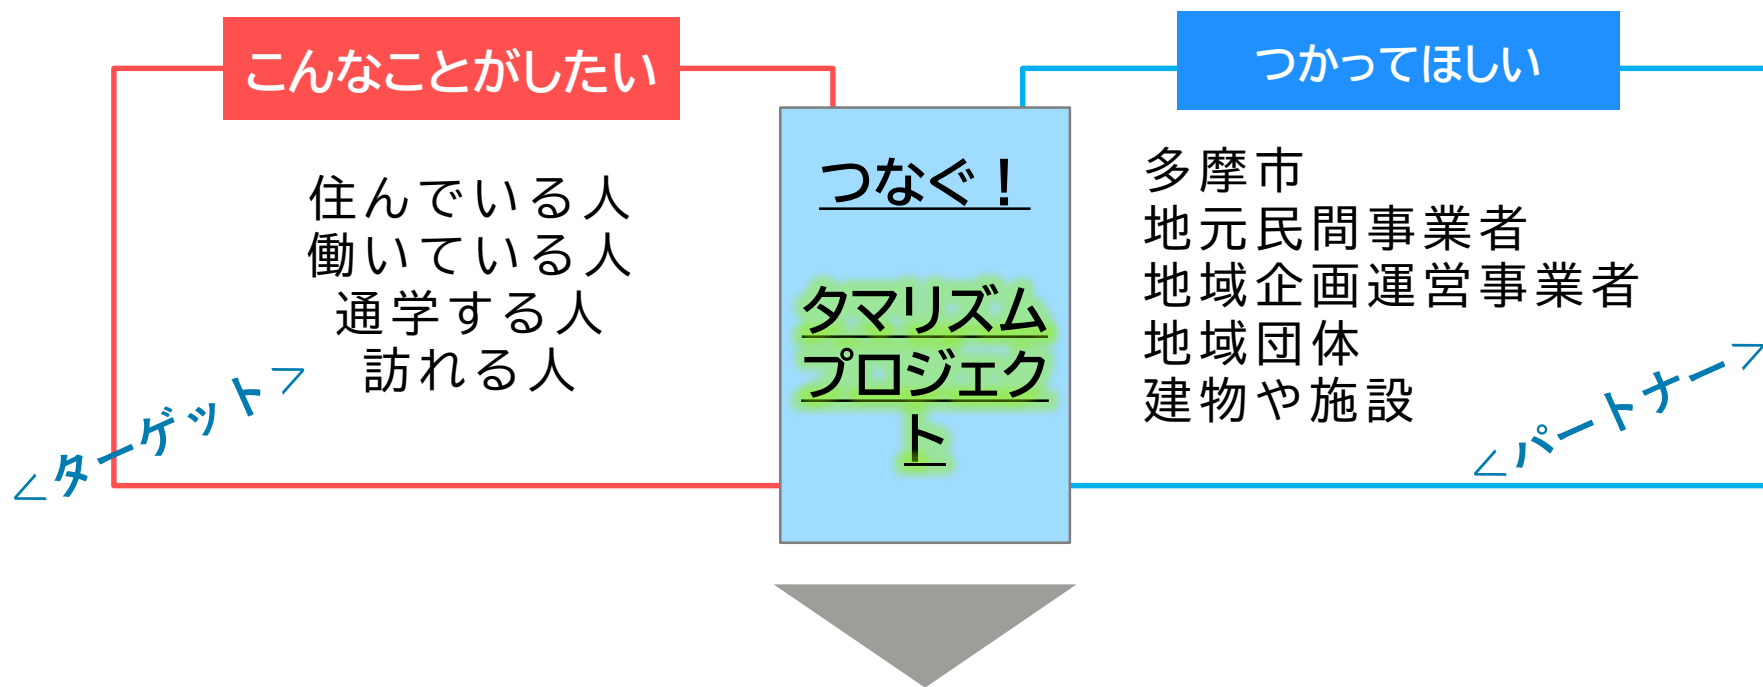 こんなことがしたい
住んでいる人
働いている人
通学する人
訪れる人
＜ターゲット＞
つなぐ！
タマリズム
プロジェク
ト
つかってほしい
多摩市
地元民間事業者
地域企画運営事業者
地域団体
建物や施設
＜パートナー＞